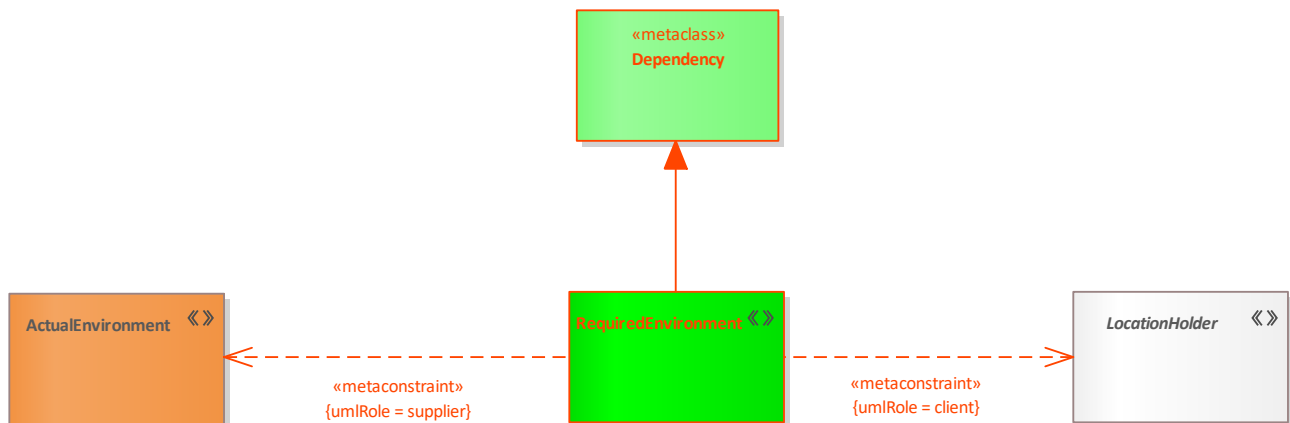 «metaclass»
Dependency
ActualEnvironment «»
RequiredEnvironment «»
LocationHolder «»
«metaconstraint»
{umlRole = supplier}
«metaconstraint»
{umlRole = client}